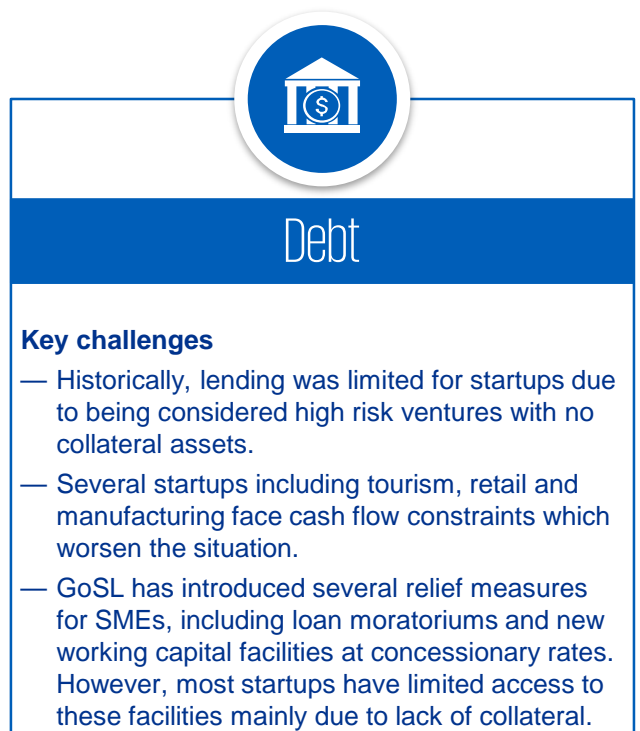 $
Debt
Key challenges
— Historically, lending was limited for startups due
to being considered high risk ventures with no
collateral assets.
— Several startups including tourism, retail and
manufacturing face cash flow constraints which
worsen the situation.
— GoSL has introduced several relief measures
for SMEs, including loan moratoriums and new
working capital facilities at concessionary rates.
However, most startups have limited access to
these facilities mainly due to lack of collateral.